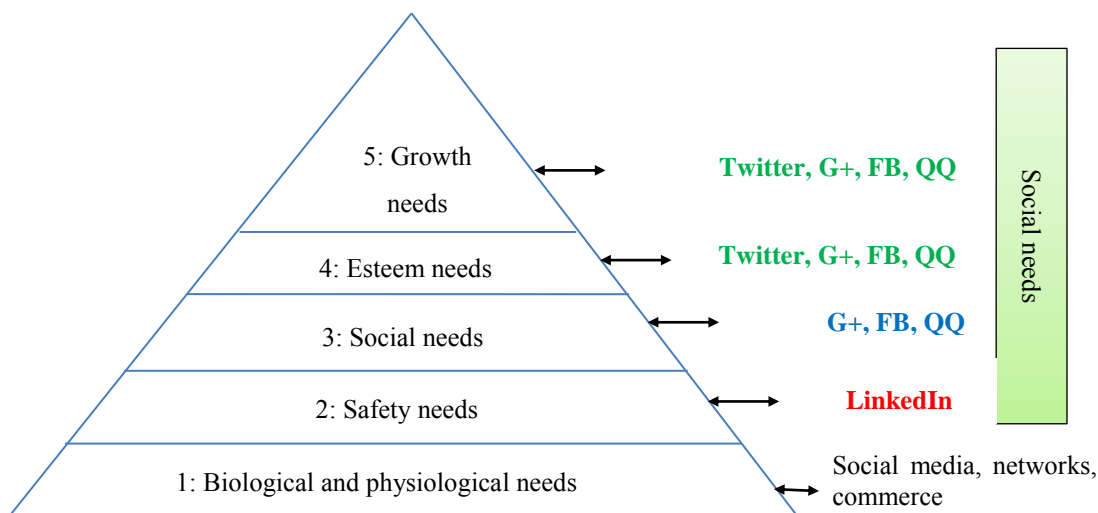 5: Growth
needs
Twitter, G+, FB, QQ
4: Esteem needs
Twitter, G+, FB, QQ
3: Social needs
G+, FB, QQ
2: Safety needs
LinkedIn
1: Biological and physiological needs
Social media, networks,
commerce
Social needs